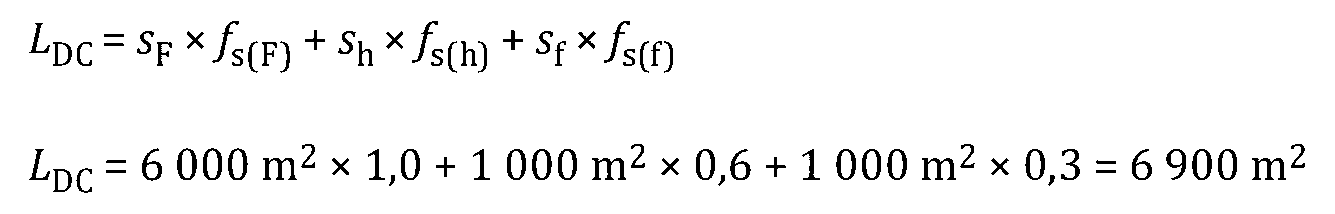 L_DC = s_F × f_s(F) + s_h × f_s(h) + s_f × f_s(f)
L_DC = 6 000 m² × 1,0 + 1 000 m² × 0,6 + 1 000 m² × 0,3 = 6 900 m²